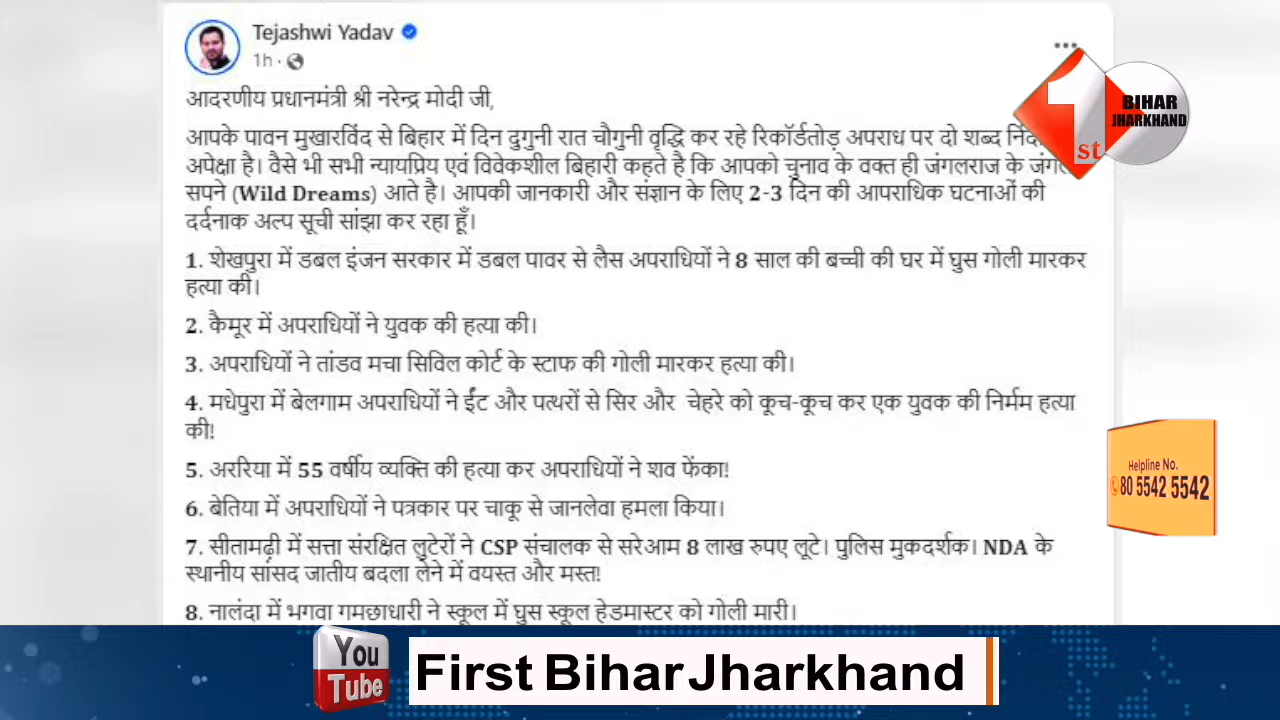 Tejashwi Yadav
1h ·
आदरणीय प्रधानमंत्री श्री नरेन्द्र मोदी जी,
आपके पावन मुखारविंद से बिहार में दिन दुगुनी रात चौगुनी वृद्धि कर रहे रिकॉर्डतोड़ अपराध पर दो शब्द
अपेक्षा है। वैसे भी सभी न्यायप्रिय एवं विवेकशील बिहारी कहते है कि आपको चुनाव के वक्त ही जंगलराज के
सपने (Wild Dreams) आते है। आपकी जानकारी और संज्ञान के लिए 2-3 दिन की आपराधिक घटनाओं की
दर्दनाक अल्प सूची सांझा कर रहा हूँ।
1. शेखपुरा में डबल इंजन सरकार में डबल पावर से लैस अपराधियों ने 8 साल की बच्ची की घर में घुस गोली मारकर
हत्या की।
2. कैमूर में अपराधियों ने युवक की हत्या की।
3. अपराधियों ने तांडव मचा सिविल कोर्ट के स्टाफ की गोली मारकर हत्या की।
4. मधेपुरा में बेलगाम अपराधियों ने ईंट और पत्थरों से सिर और चेहरे को कूच-कूच कर एक युवक की निर्मम हत्या
की!
5. अररिया में 55 वर्षीय व्यक्ति की हत्या कर अपराधियों ने शव फेंका!
6. बेतिया में अपराधियों ने पत्रकार पर चाकू से जानलेवा हमला किया।
7. सीतामढ़ी में सत्ता संरक्षित लुटेरों ने CSP संचालक से सरेआम 8 लाख रुपए लूटे। पुलिस मुकदर्शक। NDA के
स्थानीय सांसद जातीय बदला लेने में वयस्त और मस्त!
8. नालंदा में भगवा गमछाधारी ने स्कूल में घुस स्कूल हेडमास्टर को गोली मारी।
1st
BIHAR
JHARKHAND
Helpline No.
80 5542 5542
You
Tube
First Bihar Jharkhand